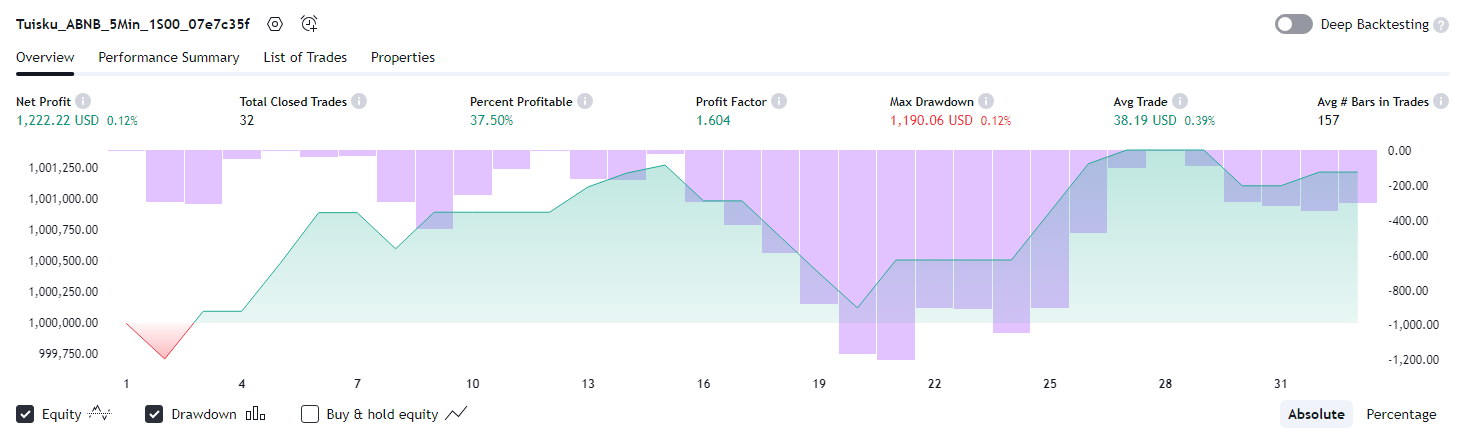 Tuisku_ABNB_5Min_1S00_07e7c35f Deep Backtesting ?
Overview Performance Summary List of Trades Properties
Net Profit Total Closed Trades Percent Profitable Profit Factor Max Drawdown Avg Trade Avg # Bars in Trades
1,222.22 USD 0.12% 32 37.50% 1.604 1,190.06 USD 0.12% 38.19 USD 0.39% 157
1,001,250.00
1,001,000.00
1,000,750.00
1,000,500.00
1,000,250.00
1,000,000.00
999,750.00
0.00
-200.00
-400.00
-600.00
-800.00
-1,000.00
-1,200.00
1 4 7 10 13 16 19 22 25 28 31
Equity Drawdown Buy & hold equity Absolute Percentage